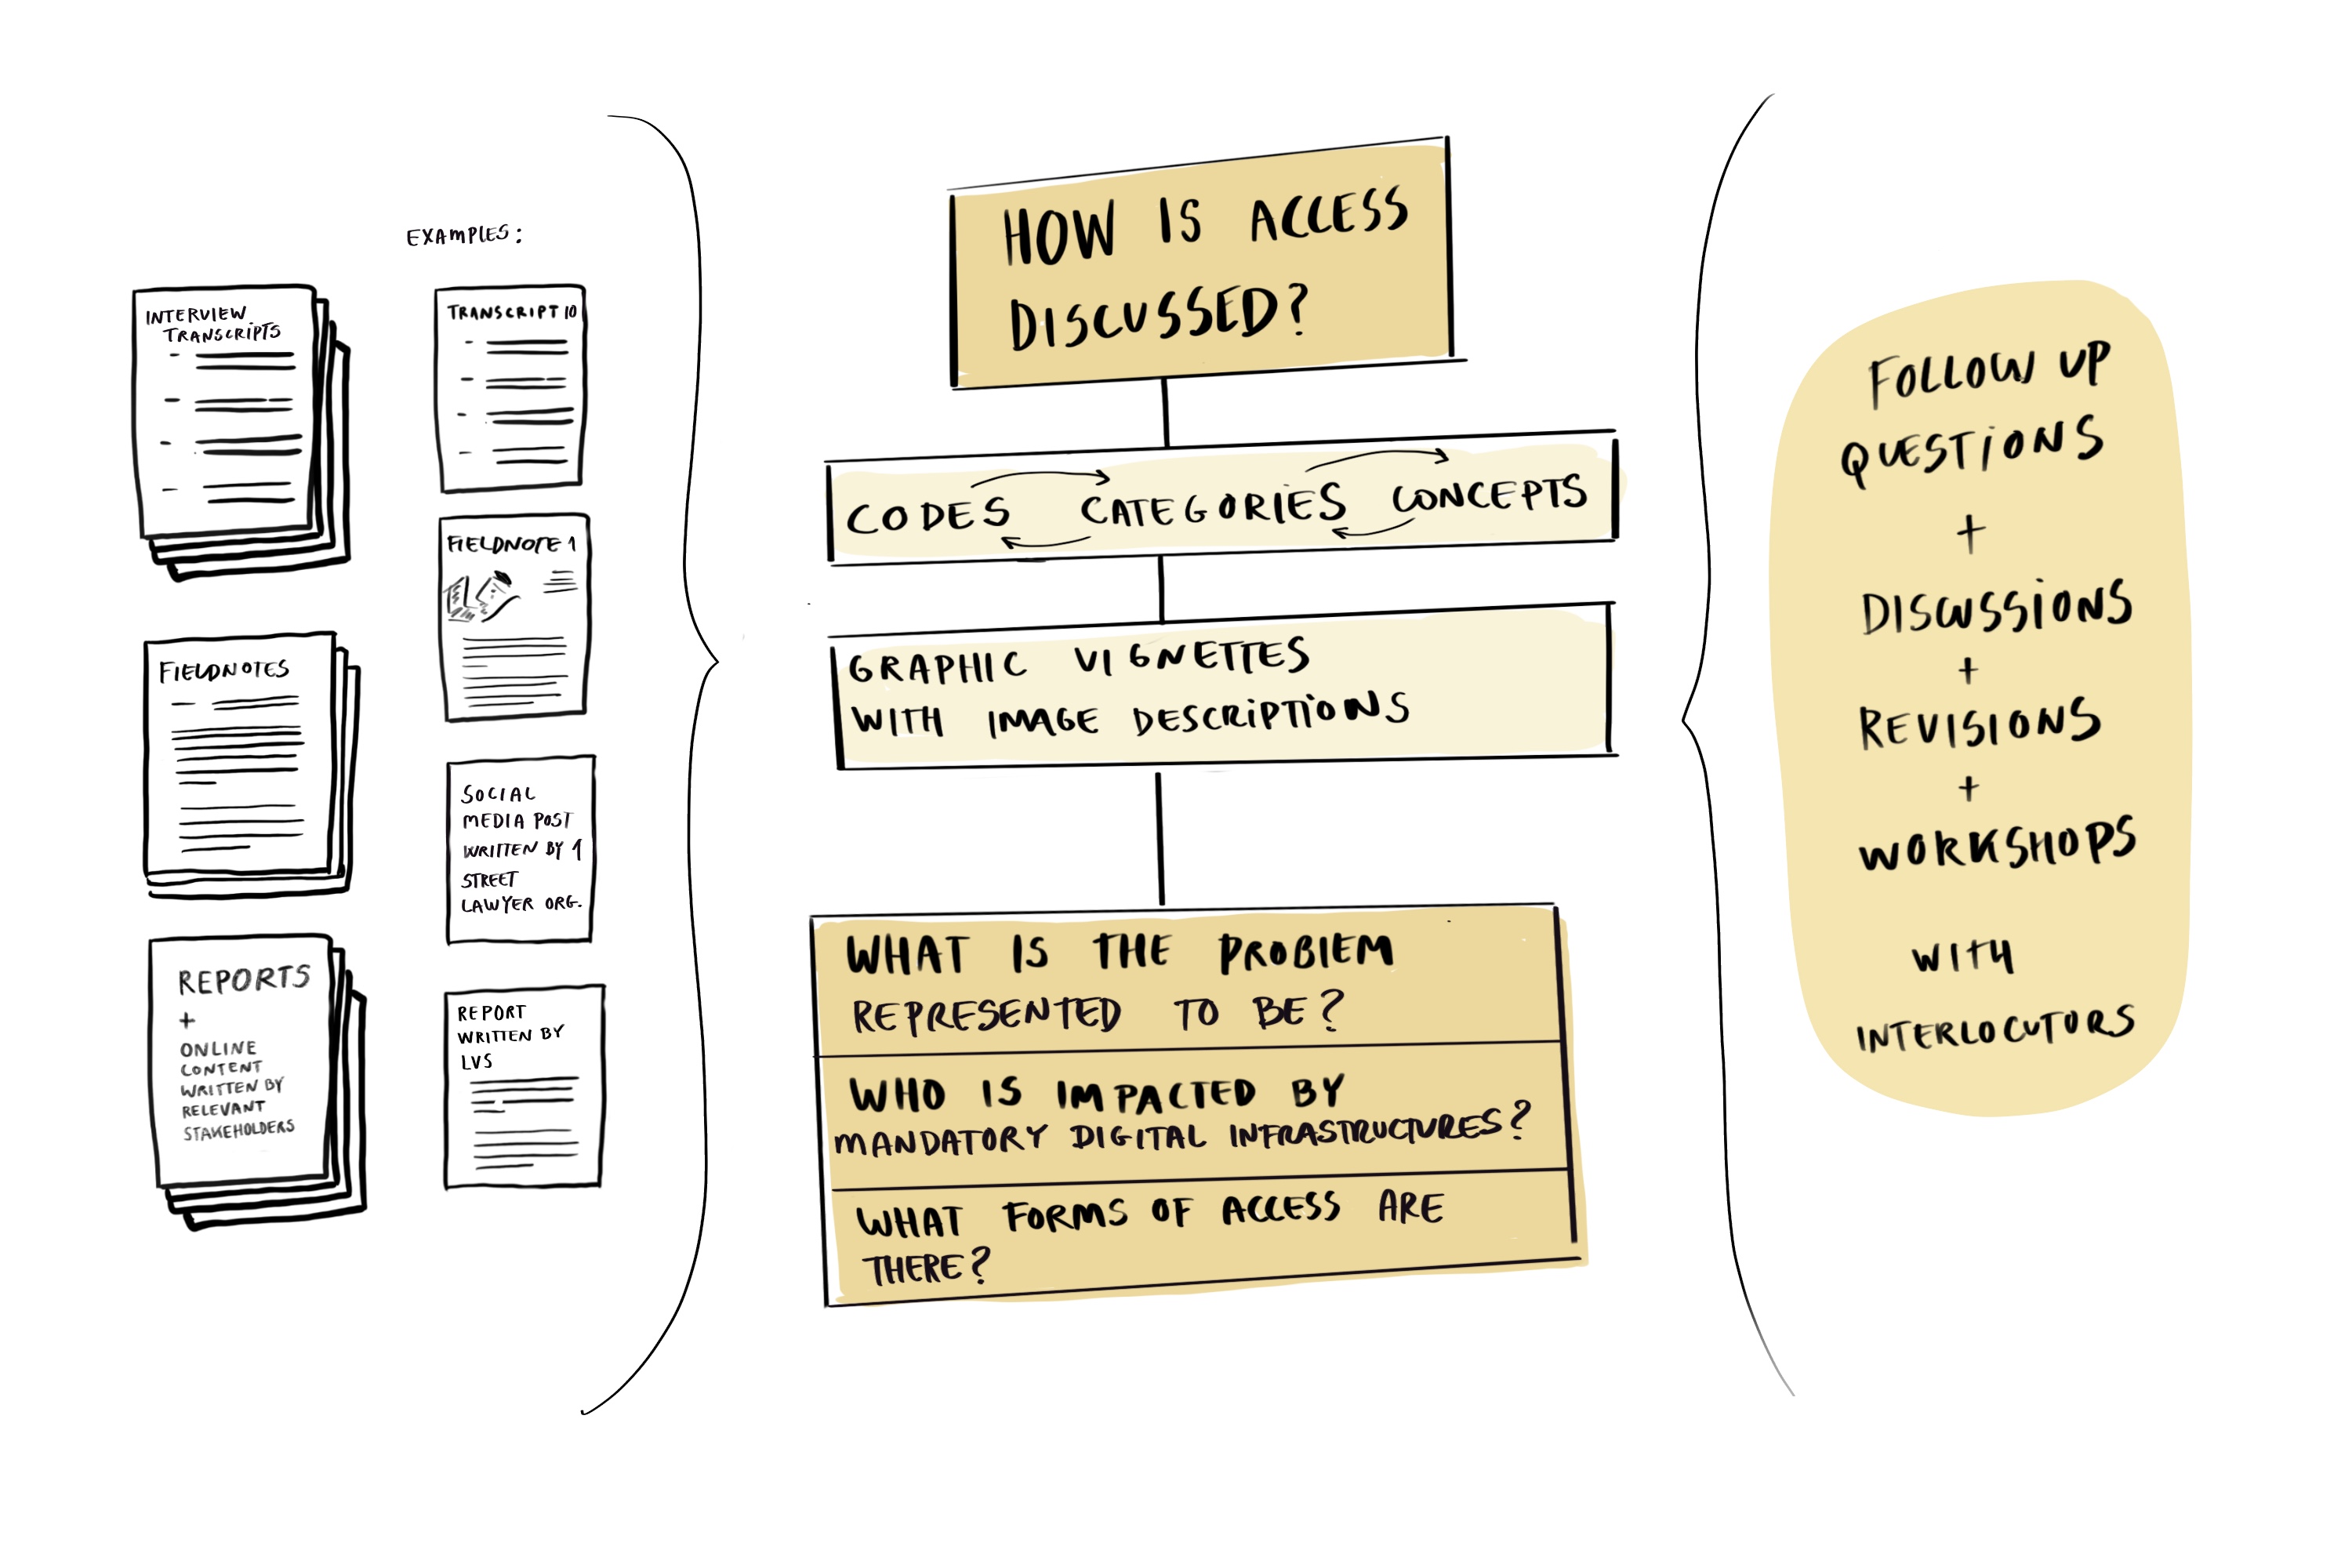 EXAMPLES:
INTERVIEW
TRANSCRIPTS
FIELDNOTES
REPORTS
+
ONLINE
CONTENT
WRITTEN BY
RELEVANT
STAKEHOLDERS
TRANSCRIPT 10
FIELDNOTE 1
SOCIAL
MEDIA POST
WRITTEN BY 1
STREET
LAWYER ORG.
REPORT
WRITTEN BY
LVS
HOW IS ACCESS
DISCUSSED?
CODES CATEGORIES CONCEPTS
GRAPHIC VIGNETTES
WITH IMAGE DESCRIPTIONS
WHAT IS THE PROBLEM
REPRESENTED TO BE?
WHO IS IMPACTED BY
MANDATORY DIGITAL INFRASTRUCTURES?
WHAT FORMS OF ACCESS ARE
THERE?
FOLLOW UP
QUESTIONS
+
DISCUSSIONS
+
REVISIONS
+
WORKSHOPS
WITH
INTERLOCUTORS